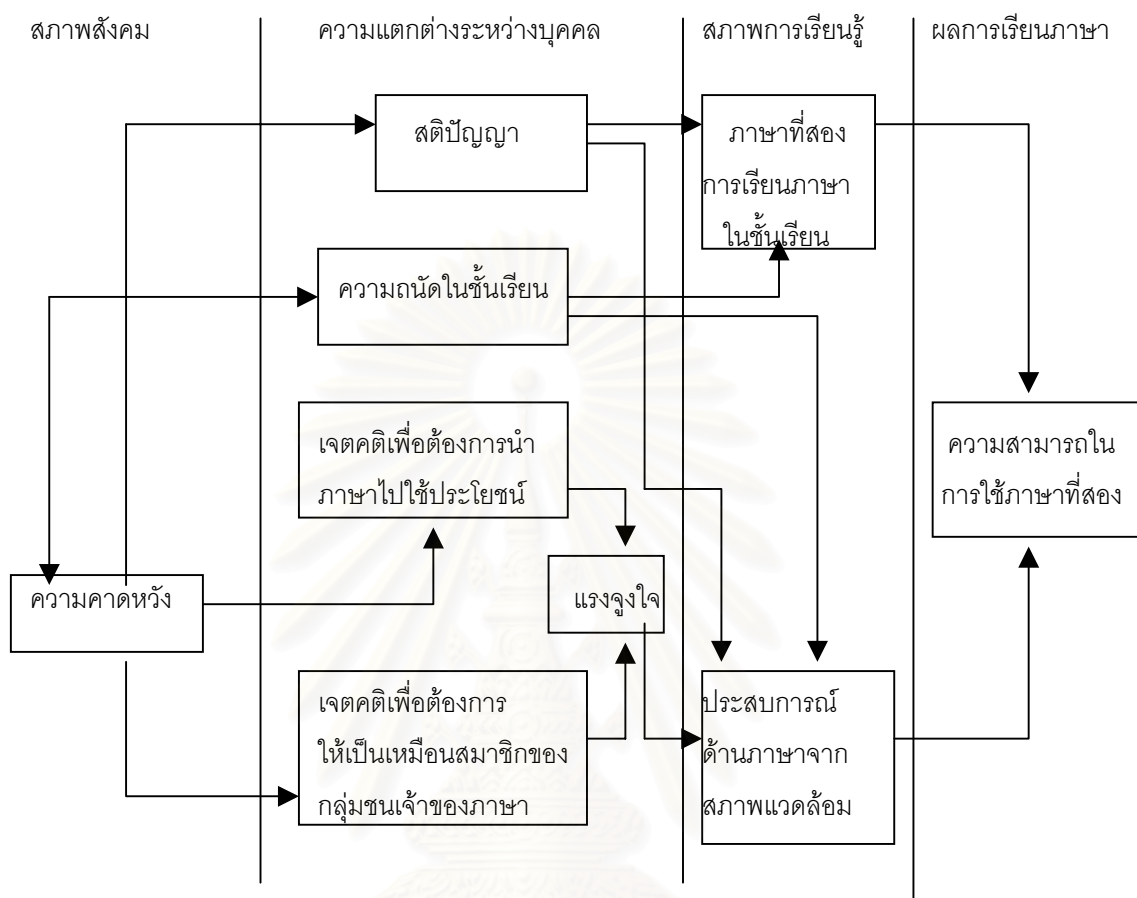 สภาพสังคม
ความแตกต่างระหว่างบุคคล
สภาพการเรียนรู้
ผลการเรียนภาษา
สติปัญญา
ภาษาที่สอง
การเรียนภาษา
ในชั้นเรียน
ความถนัดในชั้นเรียน
เจตคติเพื่อต้องการนำ
ภาษาไปใช้ประโยชน์
ความสามารถใน
การใช้ภาษาที่สอง
ความคาดหวัง
แรงจูงใจ
เจตคติเพื่อต้องการ
ให้เป็นเหมือนสมาชิกของ
กลุ่มชนเจ้าของภาษา
ประสบการณ์
ด้านภาษาจาก
สภาพแวดล้อม